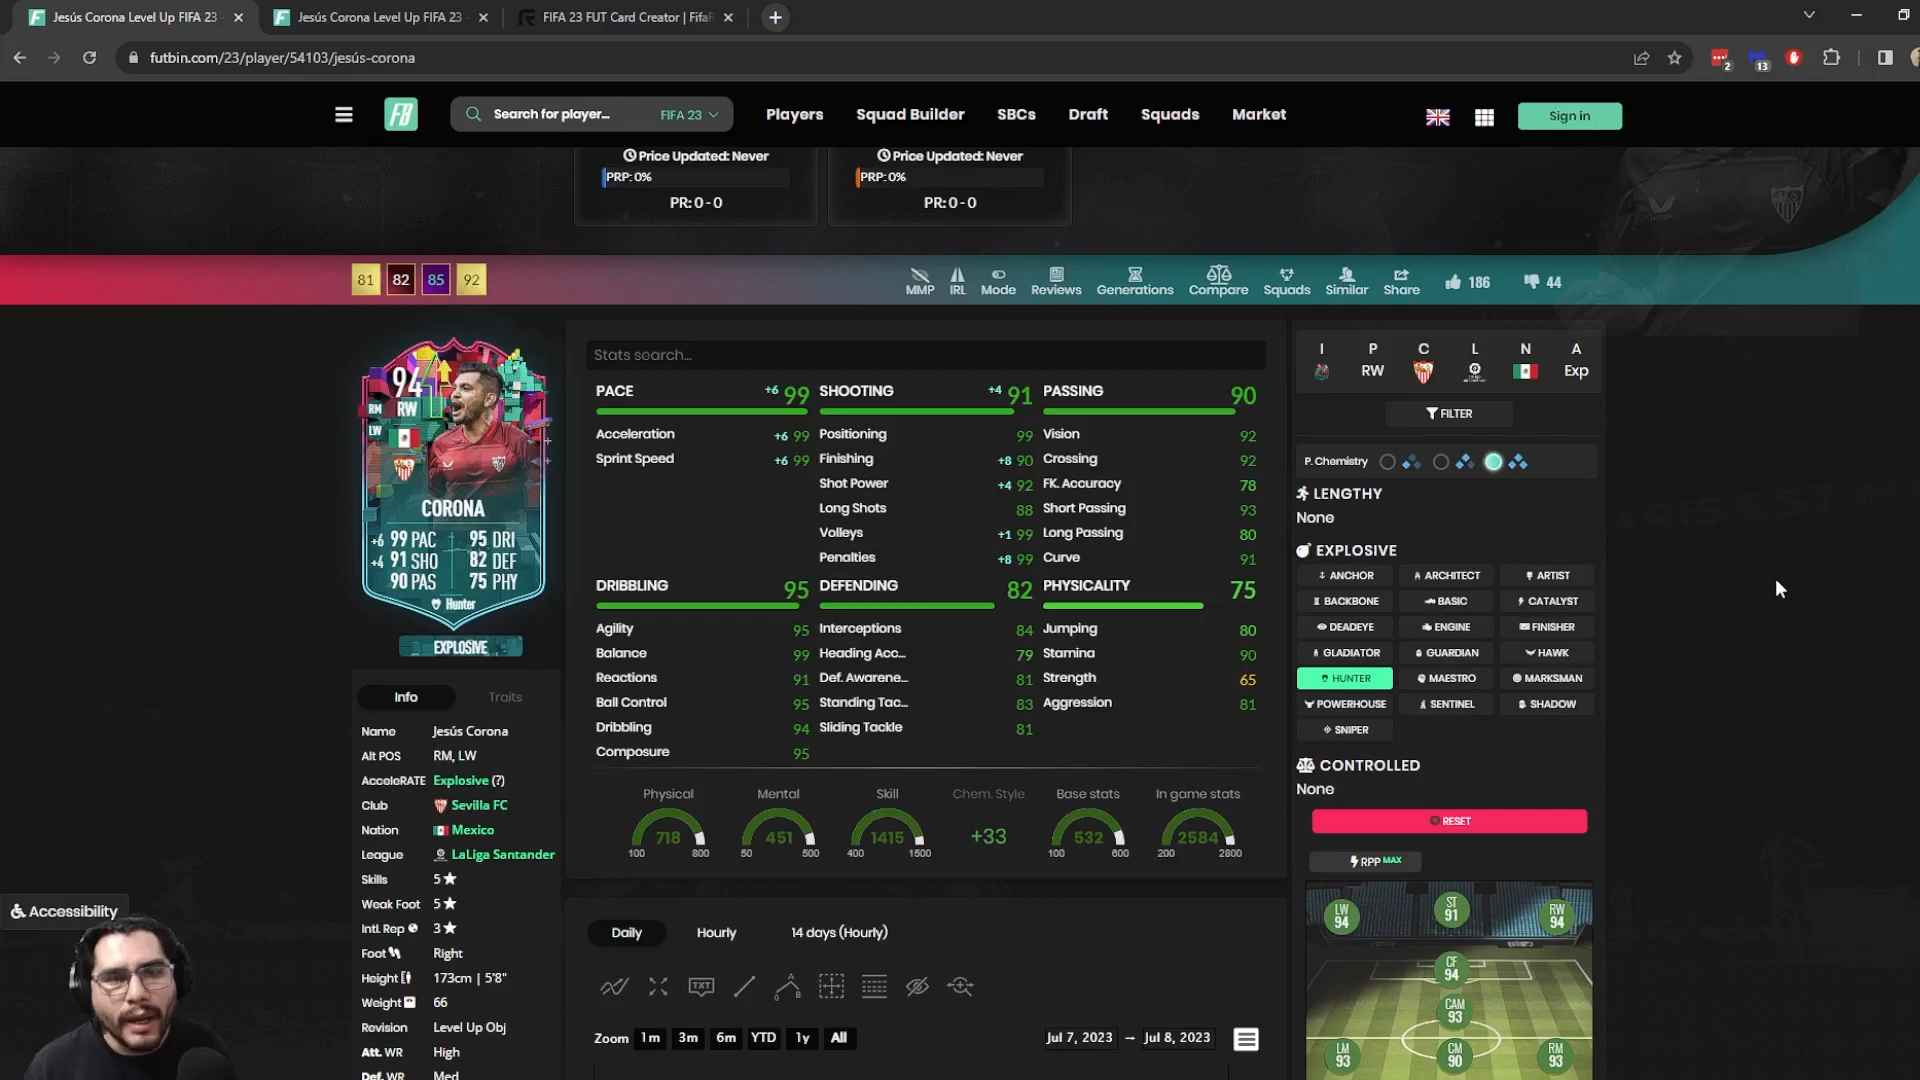 Jesús Corona Level Up FIFA 23
Jesús Corona Level Up FIFA 23
FIFA 23 FUT Card Creator | FifaR
futbin.com/23/player/54103/jesús-corona
2
13
Search for player...
FIFA 23
Players
Squad Builder
SBCs
Draft
Squads
Market
Sign in
Price Updated: Never
PRP: 0%
PR: 0 - 0
Price Updated: Never
PRP: 0%
PR: 0 - 0
81
82
85
92
MMP
IRL
Mode
Reviews
Generations
Compare
Squads
Similar
Share
186
44
94
RM
RW
LW
CORONA
+6 99 PAC 95 DRI
+4 91 SHO 82 DEF
90 PAS 75 PHY
Hunter
EXPLOSIVE
Stats search...
PACE +6 99
Acceleration +6 99
Sprint Speed +6 99
SHOOTING +4 91
Positioning 99
Finishing +8 90
Shot Power +4 92
Long Shots 88
Volleys +1 99
Penalties +8 99
PASSING 90
Vision 92
Crossing 92
FK. Accuracy 78
Short Passing 93
Long Passing 80
Curve 91
DRIBBLING 95
Agility 95
Balance 99
Reactions 91
Ball Control 95
Dribbling 94
Composure 95
DEFENDING 82
Interceptions 84
Heading Acc... 79
Def. Awarene... 81
Standing Tac... 83
Sliding Tackle 81
PHYSICALITY 75
Jumping 80
Stamina 90
Strength 65
Aggression 81
Physical
718
100 800
Mental
451
50 500
Skill
1415
400 1500
Chem. Style
+33
Base stats
532
100 600
In game stats
2584
200 2800
Info
Traits
Name Jesús Corona
Alt POS RM, LW
AcceleRATE Explosive (?)
Club Sevilla FC
Nation Mexico
League LaLiga Santander
Skills 5
Weak Foot 5
Intl. Rep 3
Foot Right
Height 173cm | 5'8"
Weight 66
Revision Level Up Obj
Att. WR High
Def. WR Med
Accessibility
Daily
Hourly
14 days (Hourly)
TXT
Zoom 1m 3m 6m YTD 1y All
Jul 7, 2023 → Jul 8, 2023
I P C L N A
RW
Exp
FILTER
P. Chemistry
LENGTHY
None
EXPLOSIVE
ANCHOR ARCHITECT ARTIST
BACKBONE BASIC CATALYST
DEADEYE ENGINE FINISHER
GLADIATOR GUARDIAN HAWK
HUNTER MAESTRO MARKSMAN
POWERHOUSE SENTINEL SHADOW
SNIPER
CONTROLLED
None
RESET
RPP MAX
LW
94
ST
91
RW
94
CF
94
CAM
93
LM
93
CM
90
RM
93